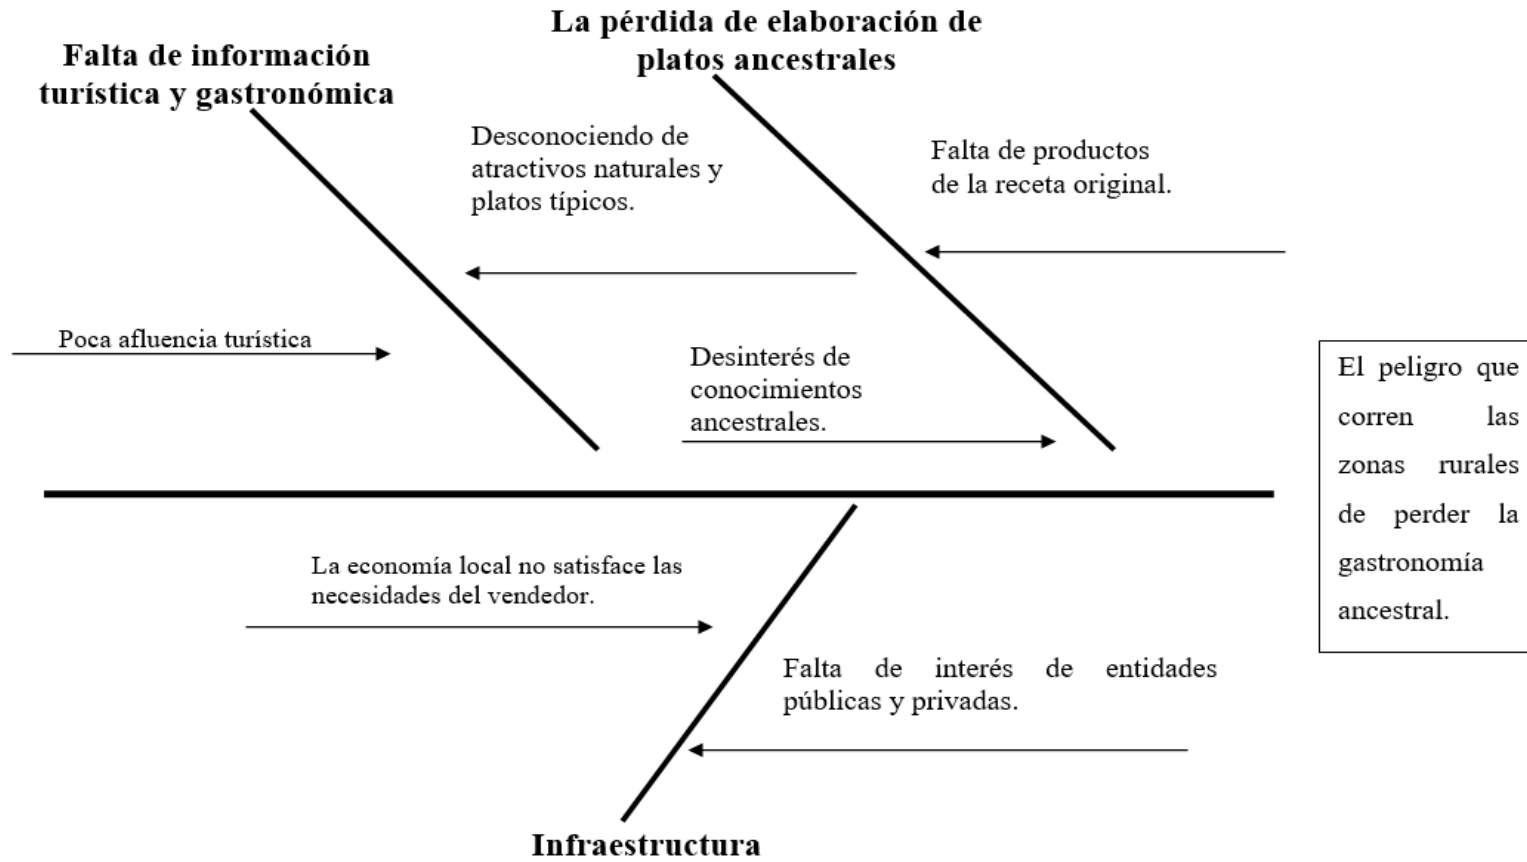 La pérdida de elaboración de
platos ancestrales
Falta de información
turística y gastronómica
Desconociendo de
atractivos naturales y
platos típicos.
Falta de productos
de la receta original.
Poca afluencia turística
Desinterés de
conocimientos
ancestrales.
El peligro que
corren las
zonas rurales
de perder la
gastronomía
ancestral.
La economía local no satisface las
necesidades del vendedor.
Falta de interés de entidades
públicas y privadas.
Infraestructura